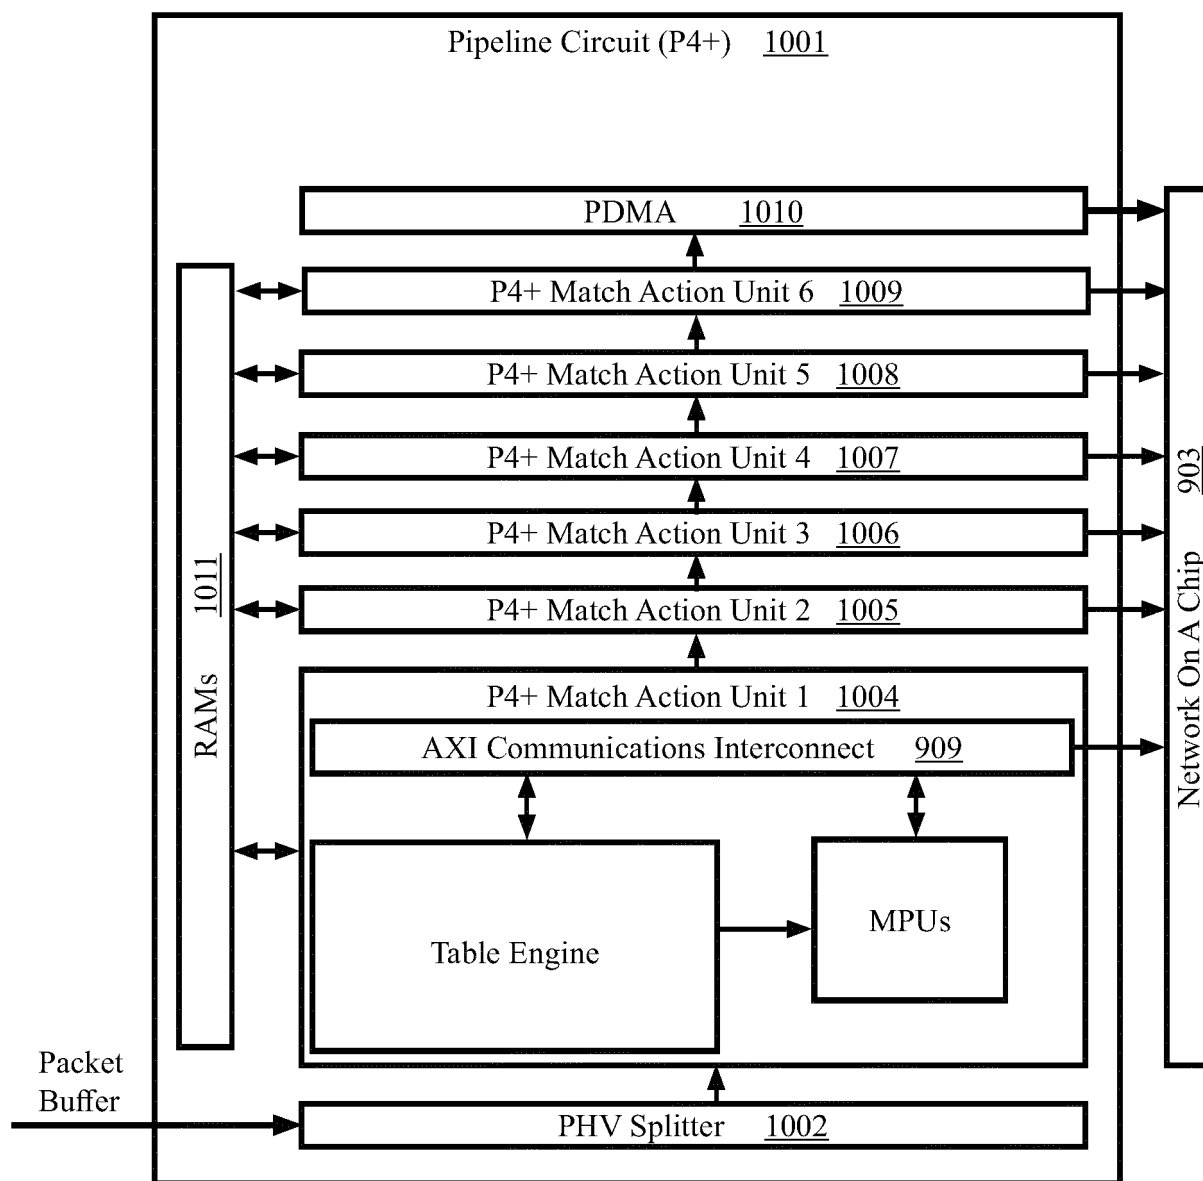 Pipeline Circuit (P4+) 1001
PDMA 1010
P4+ Match Action Unit 6 1009
P4+ Match Action Unit 5 1008
P4+ Match Action Unit 4 1007
P4+ Match Action Unit 3 1006
P4+ Match Action Unit 2 1005
P4+ Match Action Unit 1 1004
AXI Communications Interconnect 909
Table Engine
MPUs
RAMs 1011
Network On A Chip 903
Packet
Buffer
PHV Splitter 1002